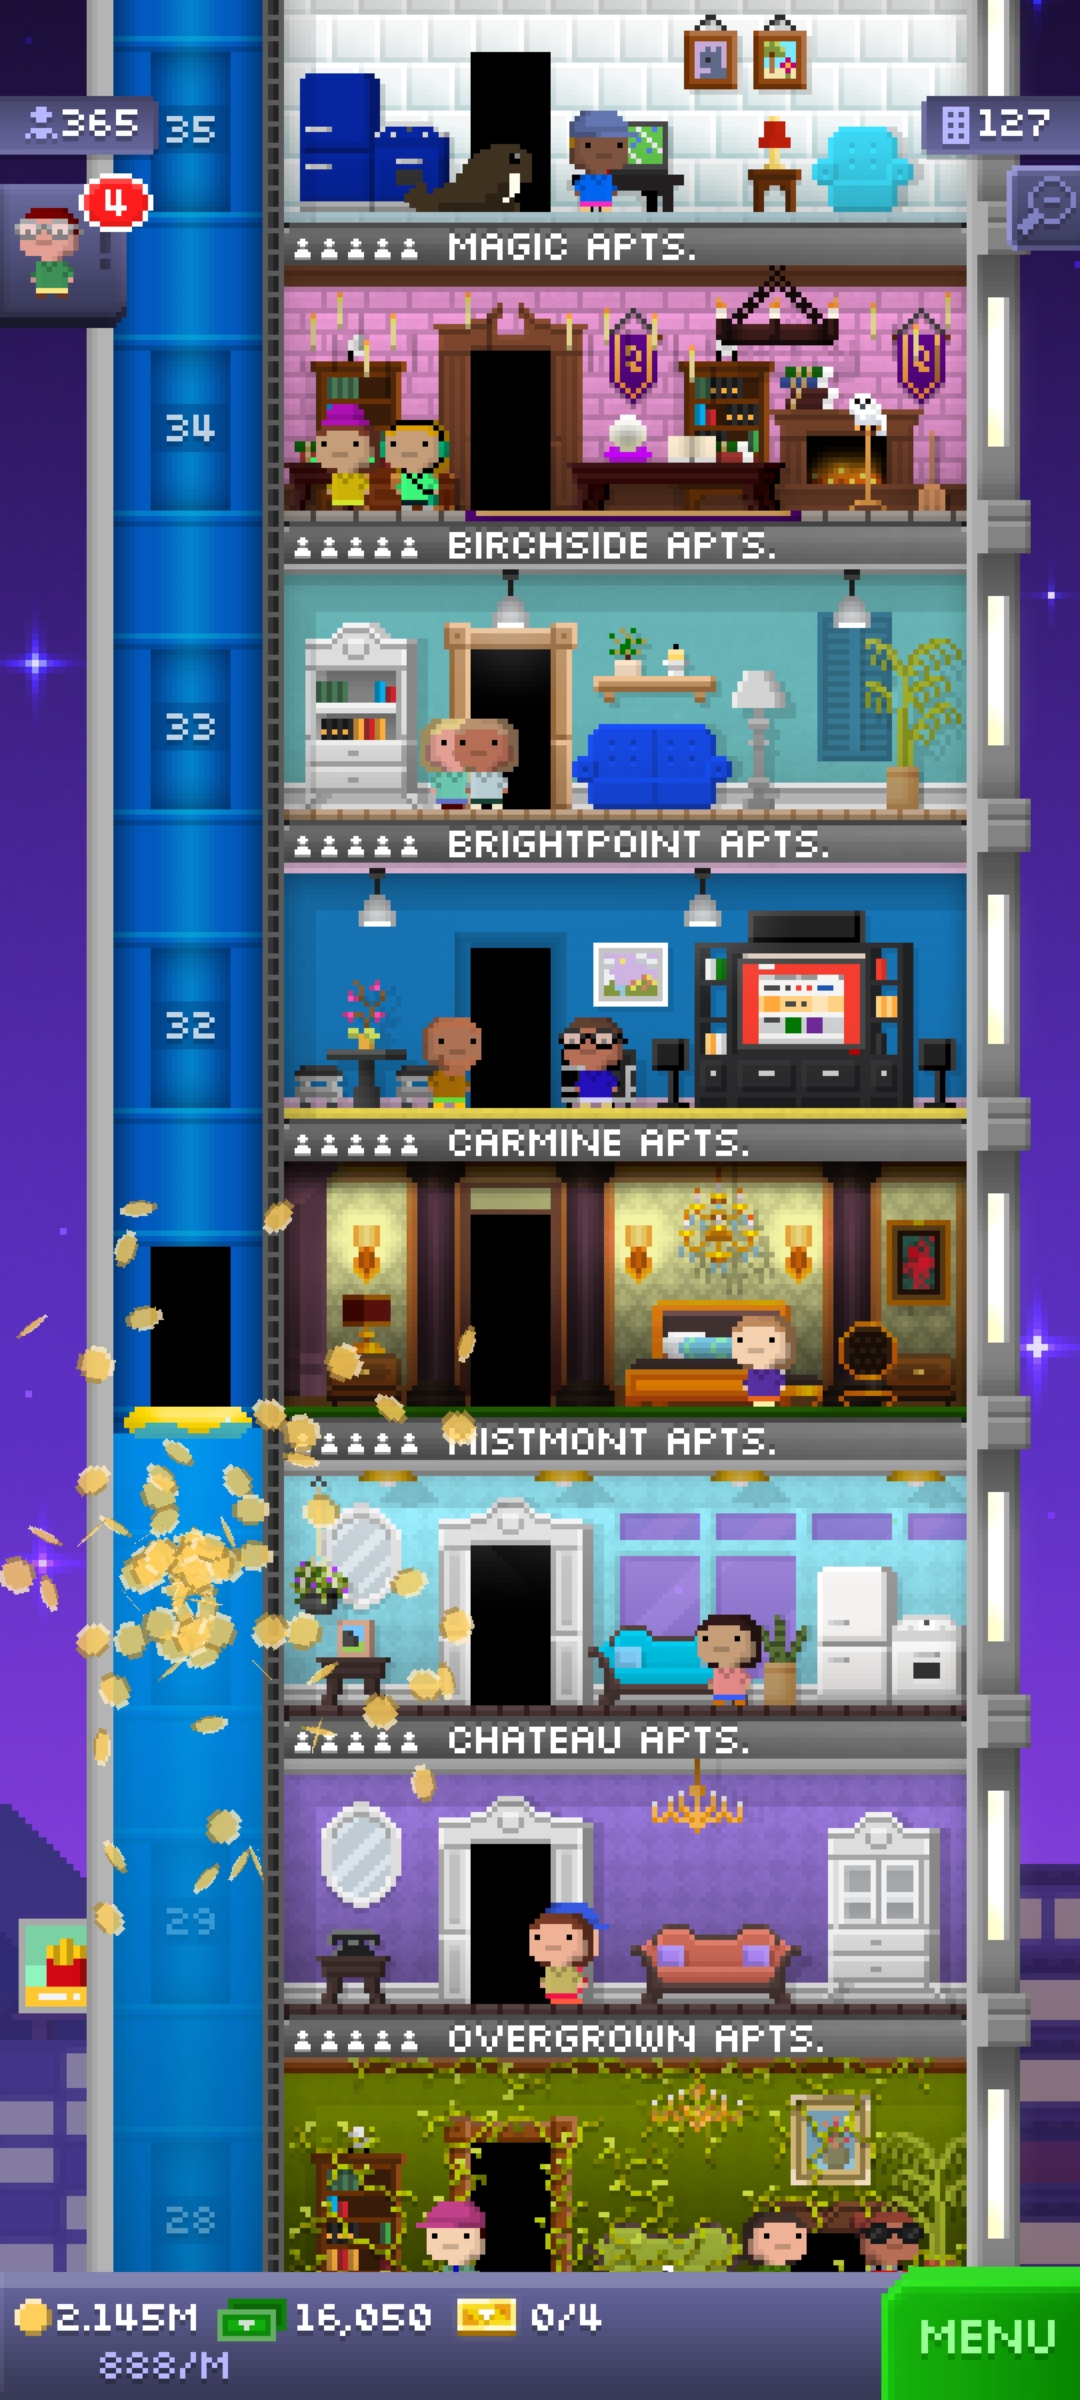 35
365
127
4
MAGIC APTS.
34
BIRCHSIDE APTS.
33
BRIGHTPOINT APTS.
32
CARMINE APTS.
MISTMONT APTS.
CHATEAU APTS.
29
OVERGROWN APTS.
28
2.145M 16,050 0/4
888/M
MENU